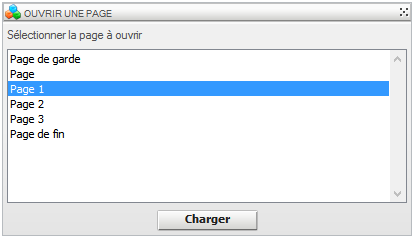 OUVRIR UNE PAGE
Sélectionner la page à ouvrir
Page de garde
Page
Page 1
Page 2
Page 3
Page de fin
Charger